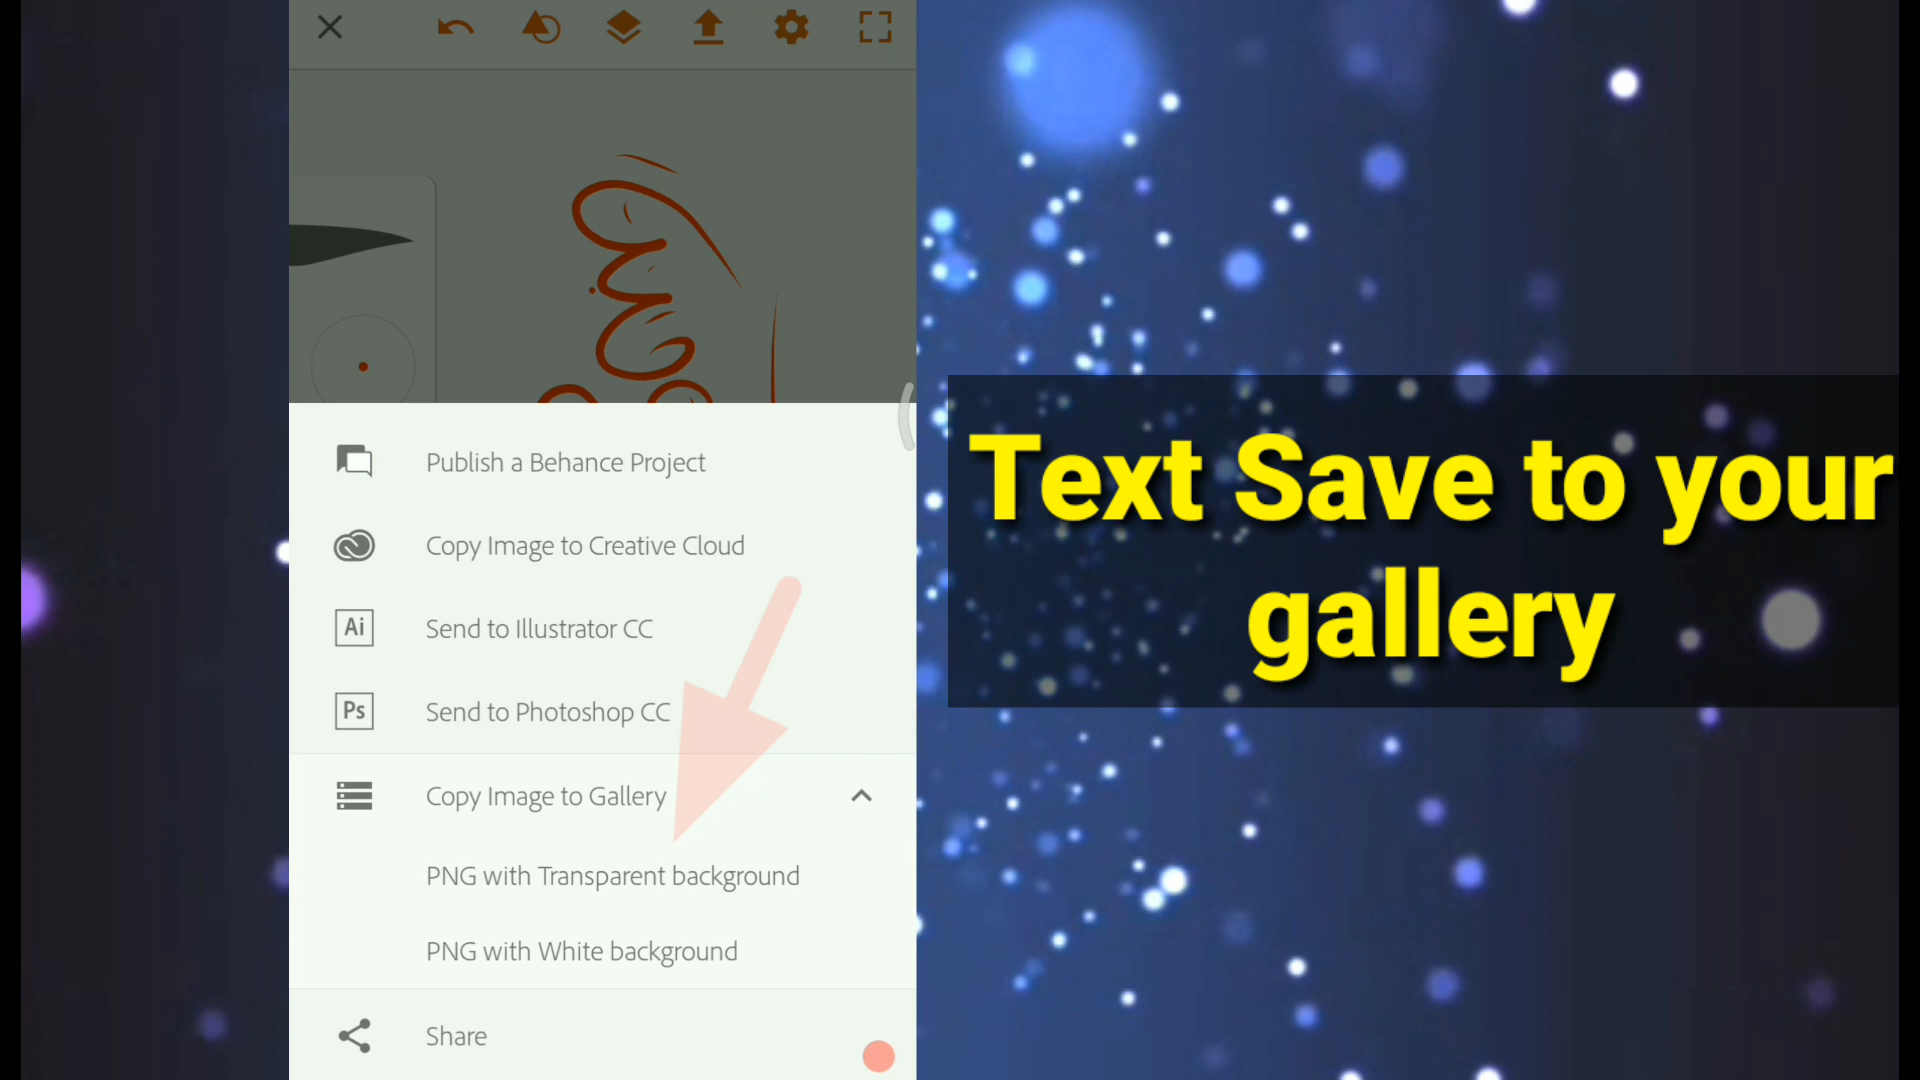 Publish a Behance Project
Copy Image to Creative Cloud
Ai Send to Illustrator CC
Ps Send to Photoshop CC
Copy Image to Gallery
PNG with Transparent background
PNG with White background
Share
Text Save to your
gallery